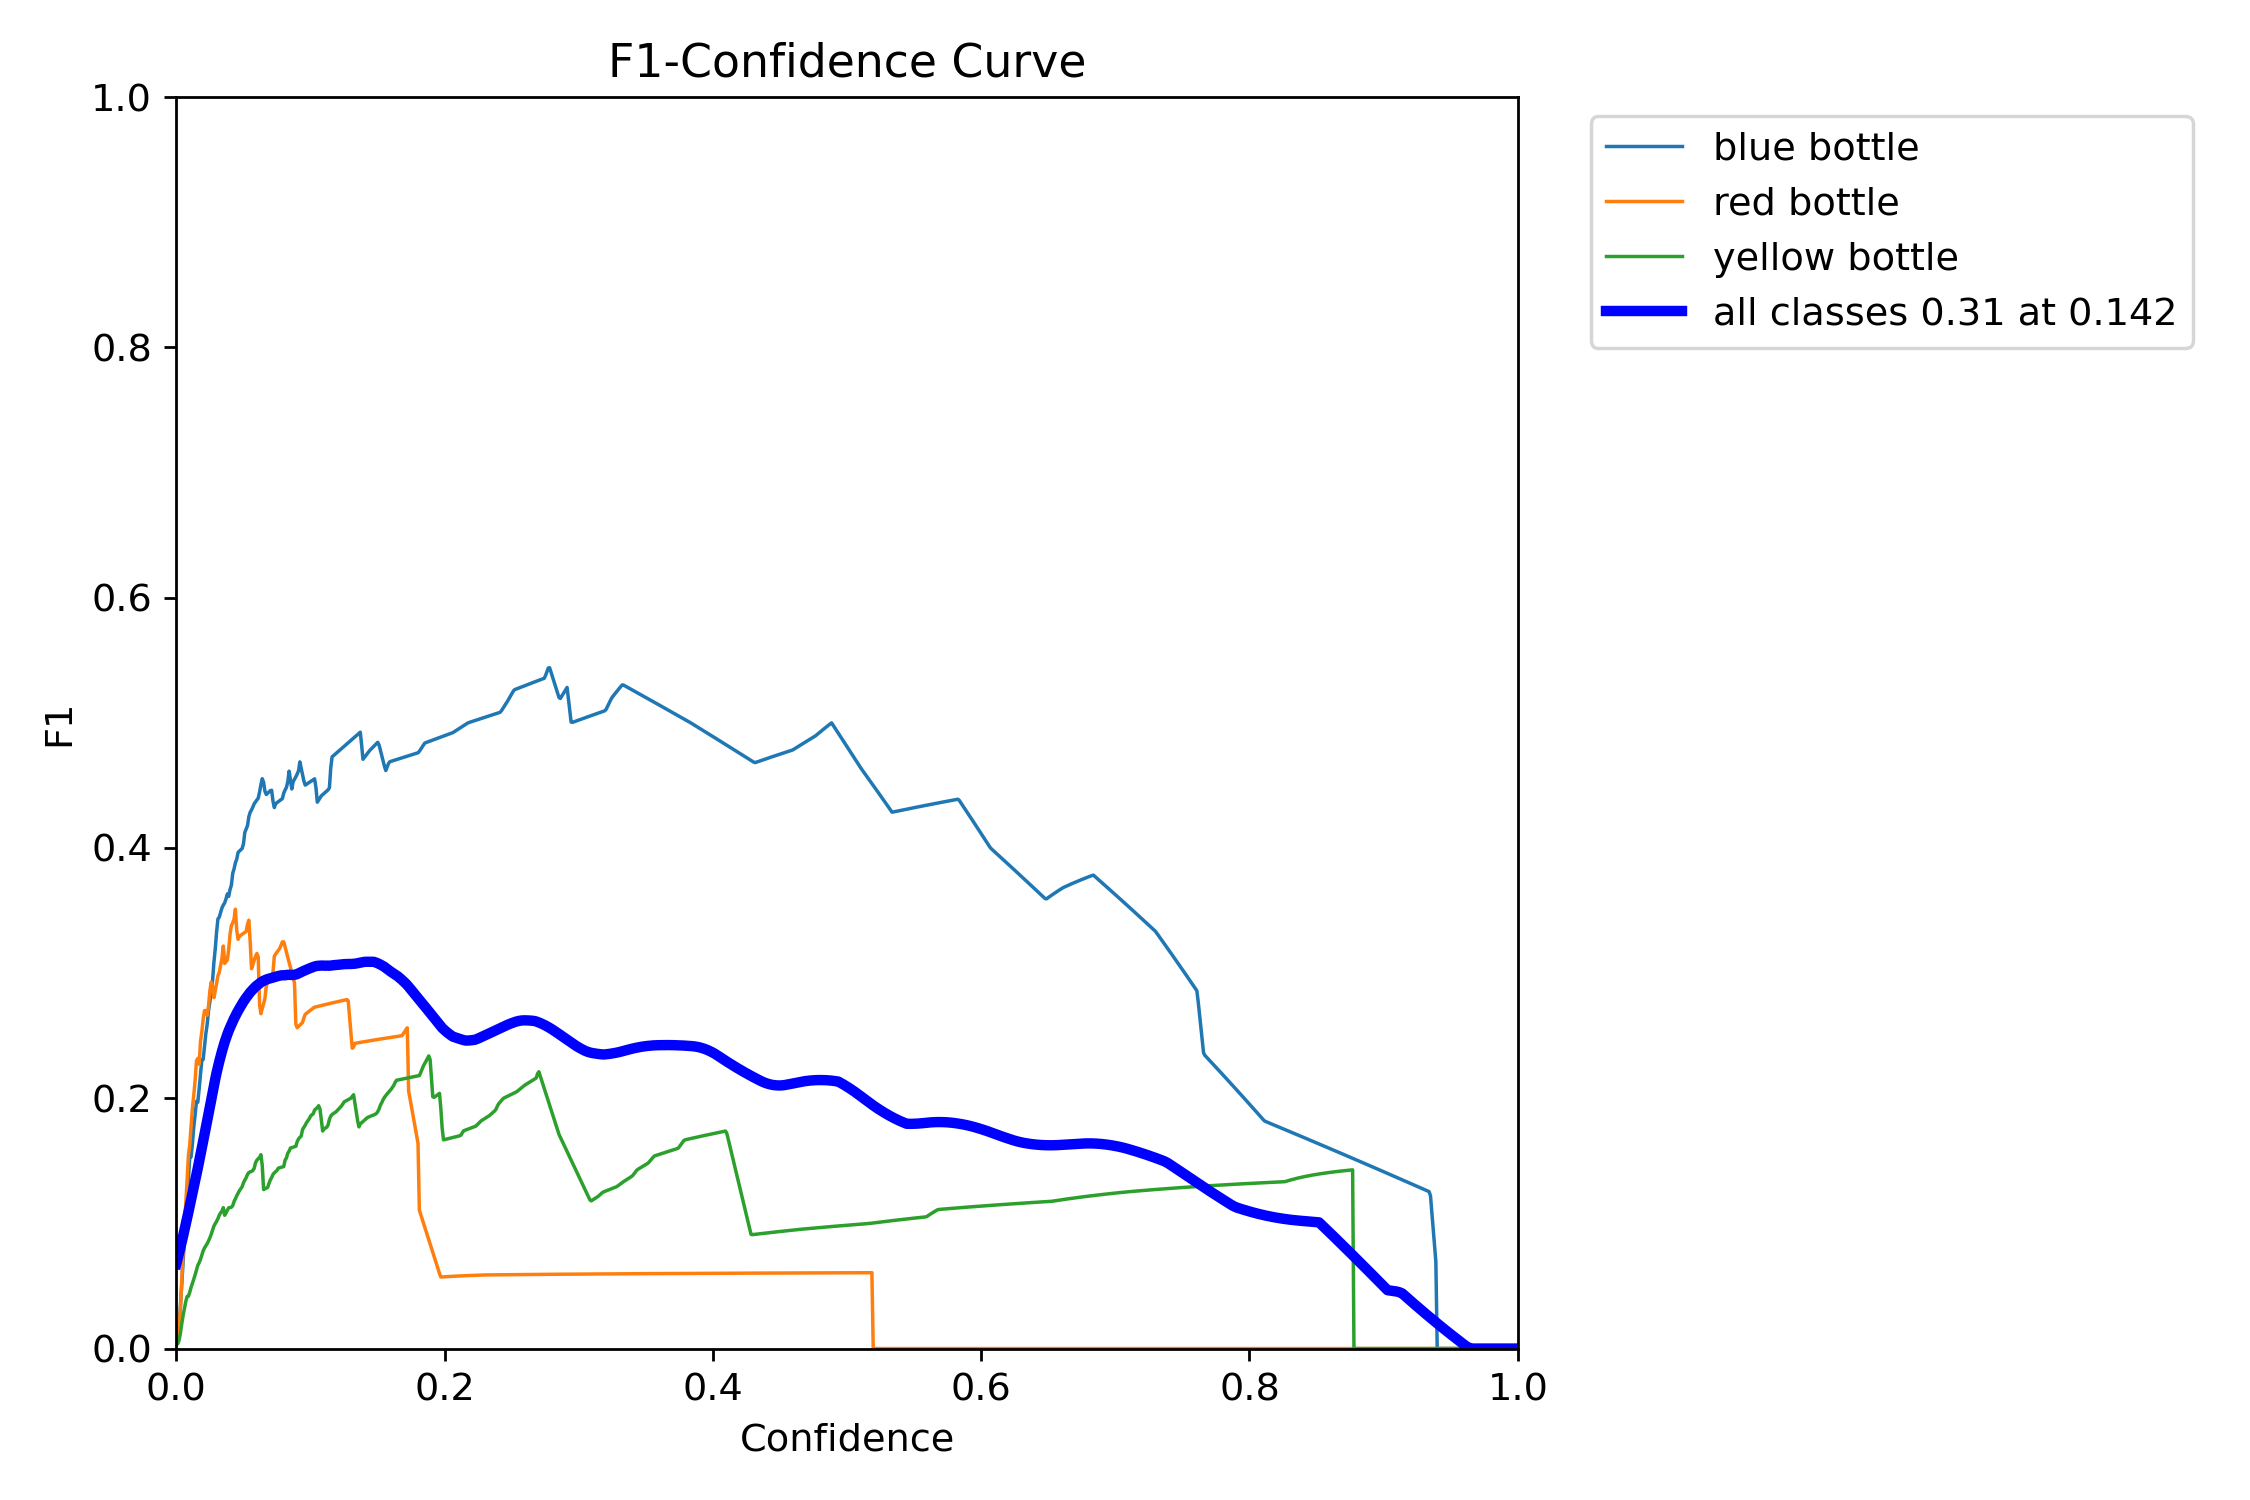 F1-Confidence Curve
1.0
0.8
0.6
0.4
0.2
0.0
F1
0.0 0.2 0.4 0.6 0.8 1.0
Confidence
blue bottle
red bottle
yellow bottle
all classes 0.31 at 0.142